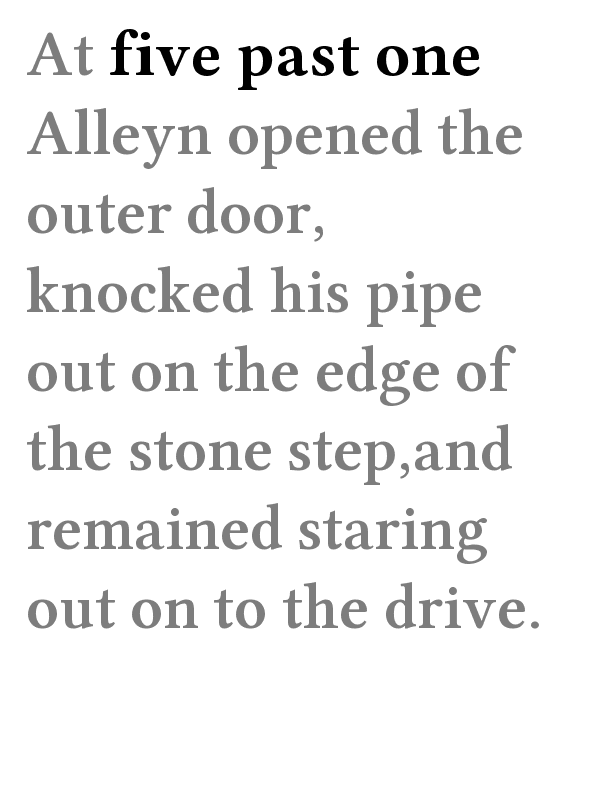 At five past one
Alleyn opened the
outer door,
knocked his pipe
out on the edge of
the stone step,and
remained staring
out on to the drive.